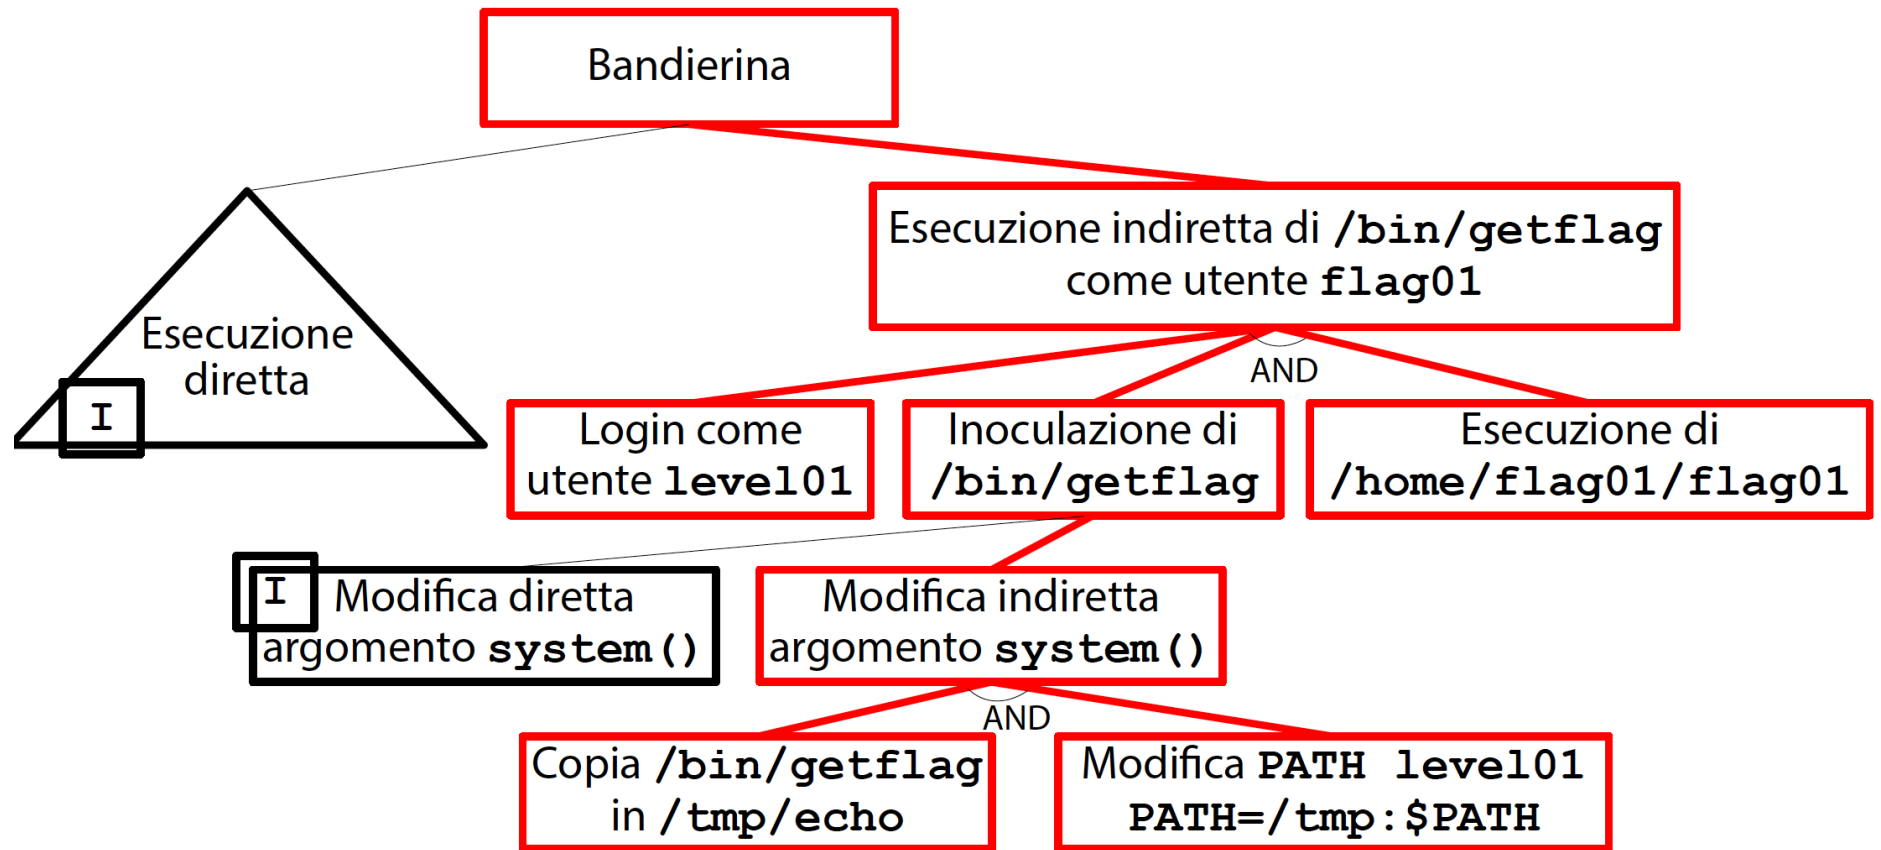 Bandierina
Esecuzione indiretta di /bin/getflag
come utente flag01
Esecuzione
diretta
I
AND
Login come
utente level01
Inoculazione di
/bin/getflag
Esecuzione di
/home/flag01/flag01
I
Modifica diretta
argomento system()
Modifica indiretta
argomento system()
AND
Copia /bin/getflag
in /tmp/echo
Modifica PATH level01
PATH=/tmp:$PATH